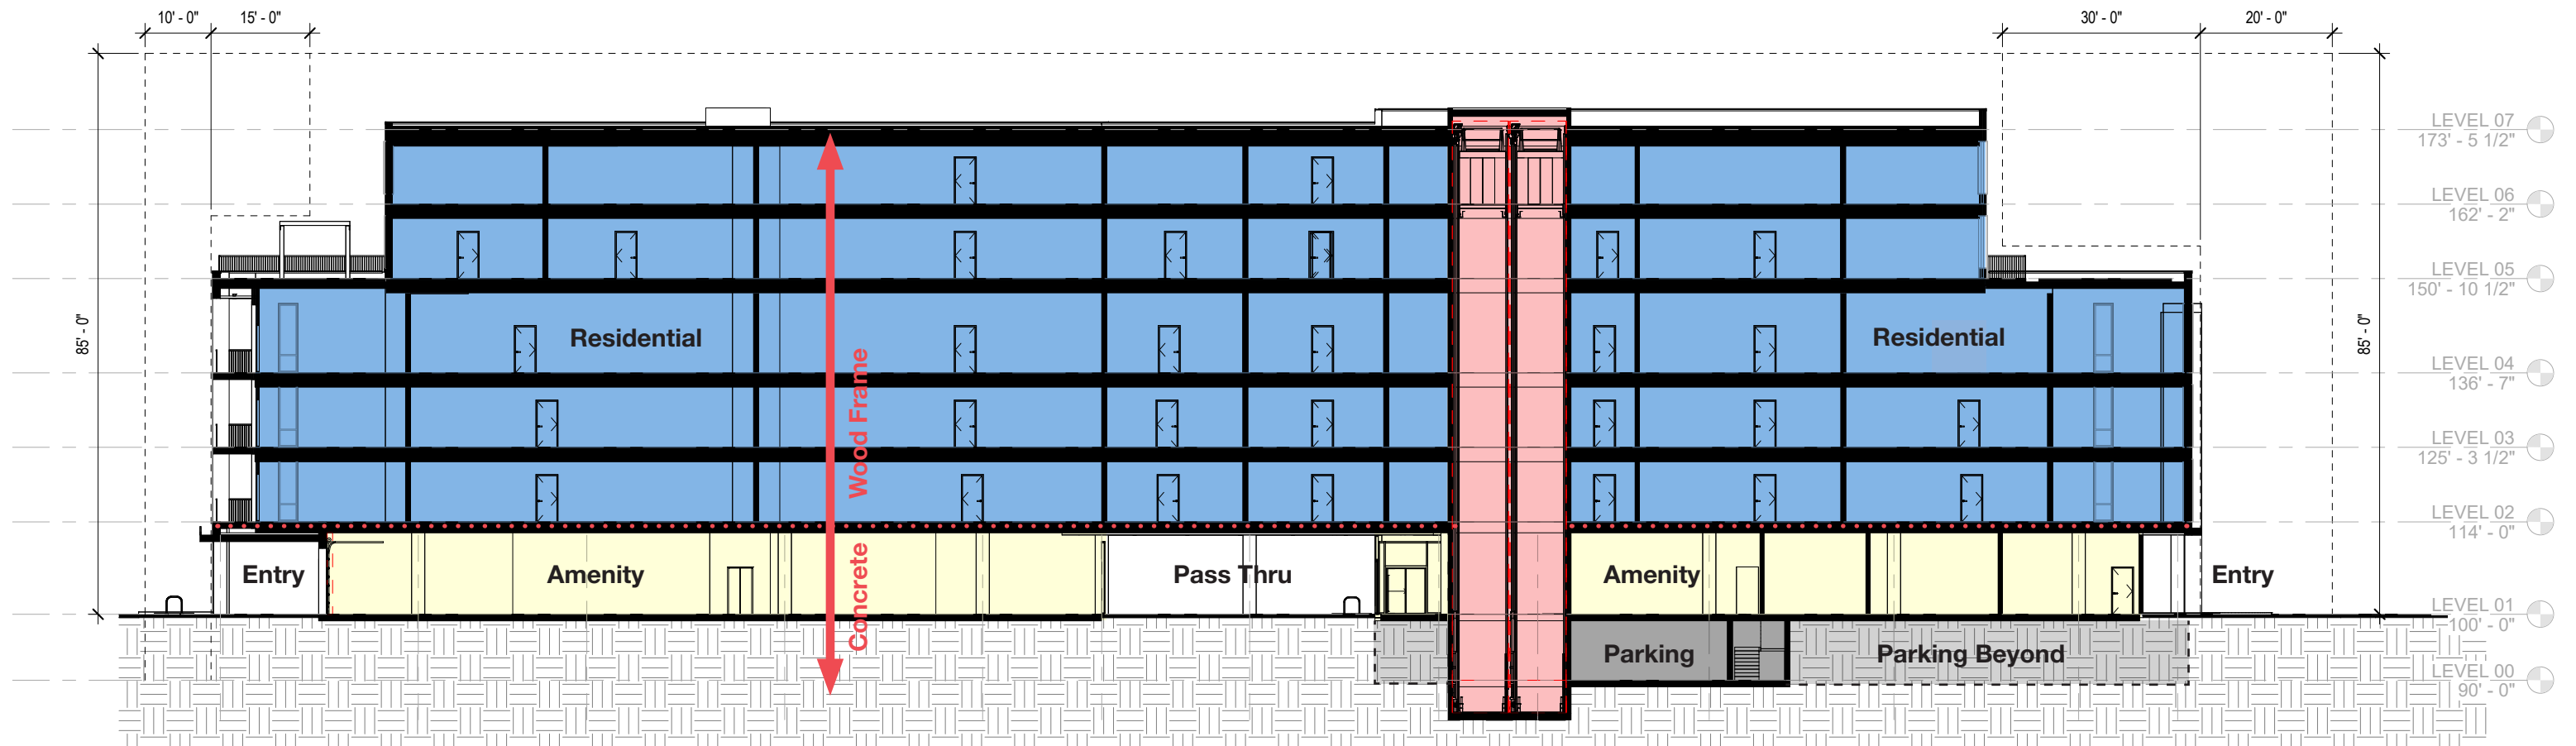 10' - 0"
15' - 0"
30' - 0"
20' - 0"
LEVEL 07
173' - 5 1/2"
LEVEL 06
162' - 2"
LEVEL 05
150' - 10 1/2"
85' - 0"
Residential
Wood Frame
Residential
85' - 0"
LEVEL 04
136' - 7"
LEVEL 03
125' - 3 1/2"
LEVEL 02
114' - 0"
Entry
Amenity
Concrete
Pass Thru
Amenity
Entry
LEVEL 01
100' - 0"
Parking
Parking Beyond
LEVEL 00
90' - 0"